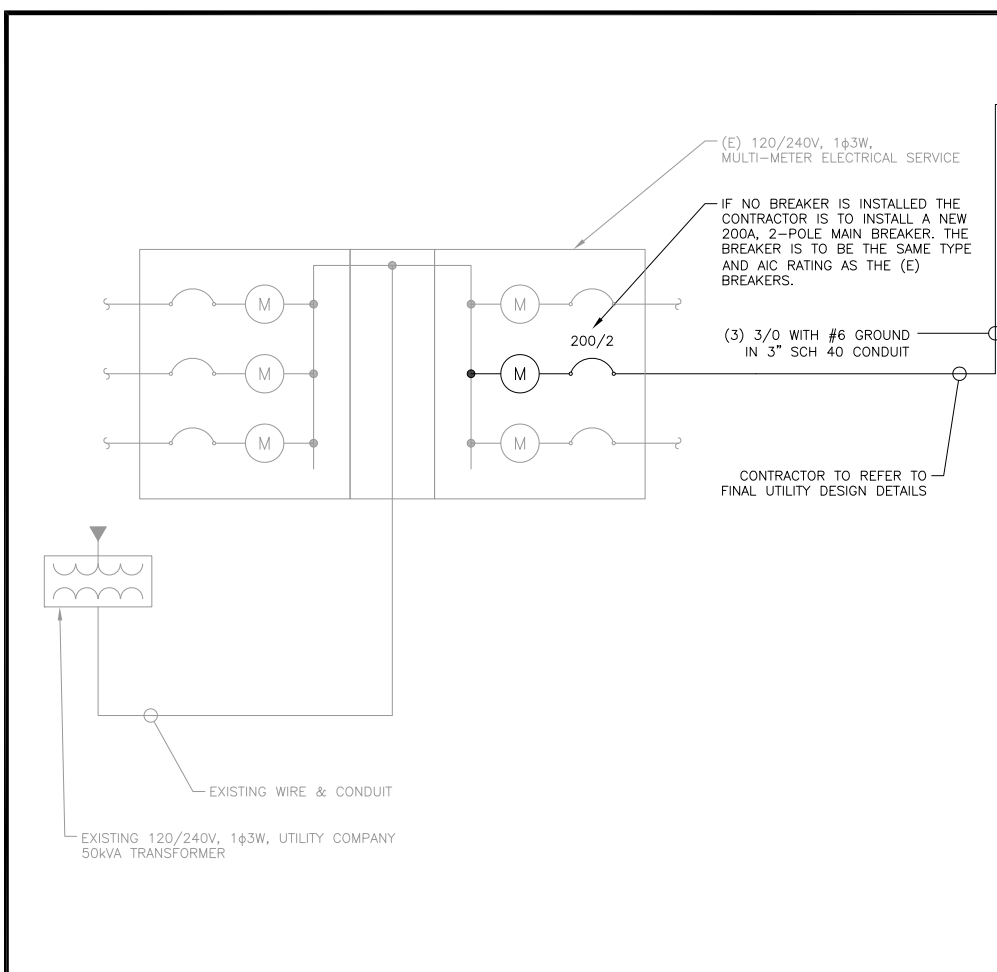 (E) 120/240V, 1ϕ3W,
MULTI-METER ELECTRICAL SERVICE
IF NO BREAKER IS INSTALLED THE
CONTRACTOR IS TO INSTALL A NEW
200A, 2-POLE MAIN BREAKER. THE
BREAKER IS TO BE THE SAME TYPE
AND AIC RATING AS THE (E)
BREAKERS.
M
M
200/2
(3) 3/0 WITH #6 GROUND
IN 3" SCH 40 CONDUIT
M
M
M
M
CONTRACTOR TO REFER TO
FINAL UTILITY DESIGN DETAILS
EXISTING WIRE & CONDUIT
EXISTING 120/240V, 1ϕ3W, UTILITY COMPANY
50kVA TRANSFORMER